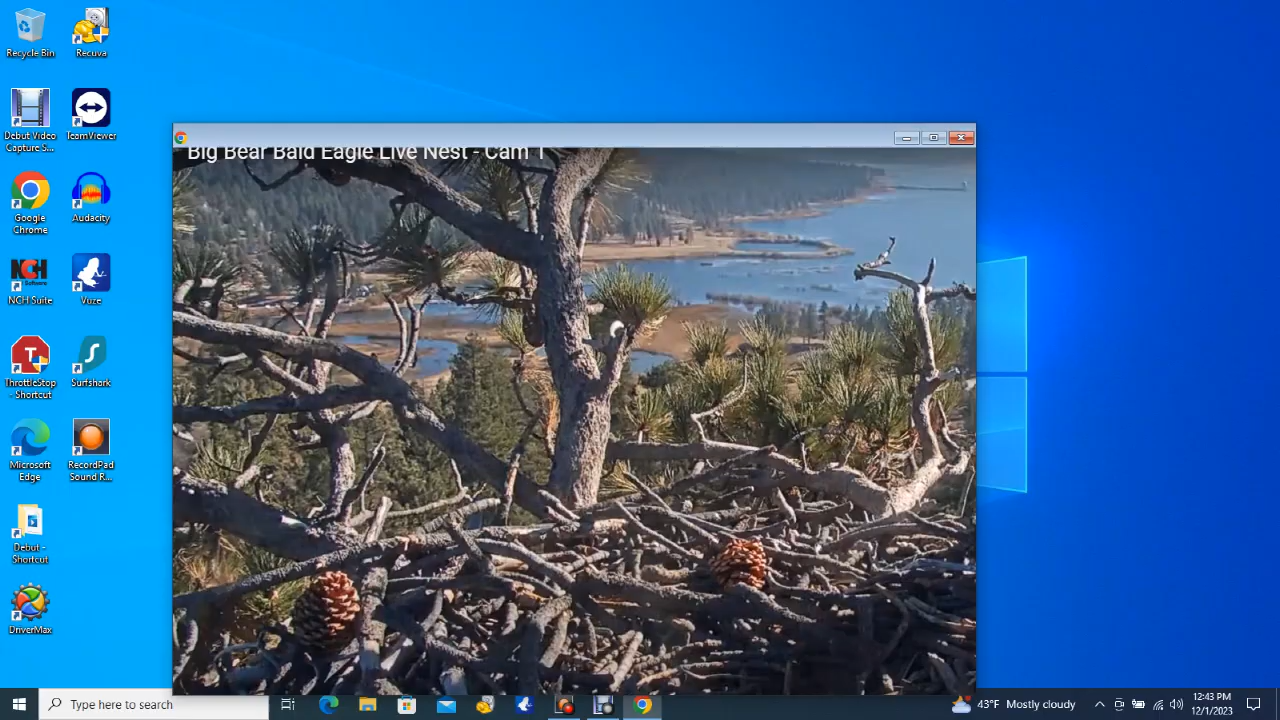 Recycle Bin
Recuva
Debut Video
Capture S...
TeamViewer
Google
Chrome
Audacity
NCH
Software
NCH Suite
Vuze
ThrottleStop
- Shortcut
Surfshark
Microsoft
Edge
RecordPad
Sound R...
Debut -
Shortcut
DriverMax
Big Bear Bald Eagle Live Nest - Cam 1
Type here to search
43°F Mostly cloudy
12:43 PM
12/1/2023